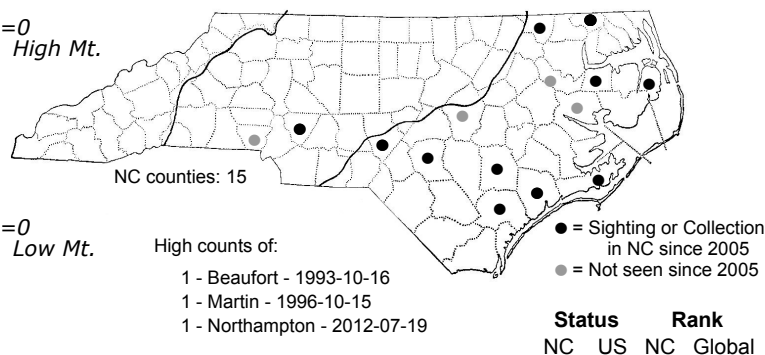 =0
High Mt.
NC counties: 15
=0
Low Mt.
High counts of:
1 - Beaufort - 1993-10-16
1 - Martin - 1996-10-15
1 - Northampton - 2012-07-19
= Sighting or Collection
in NC since 2005
= Not seen since 2005
Status Rank
NC US NC Global